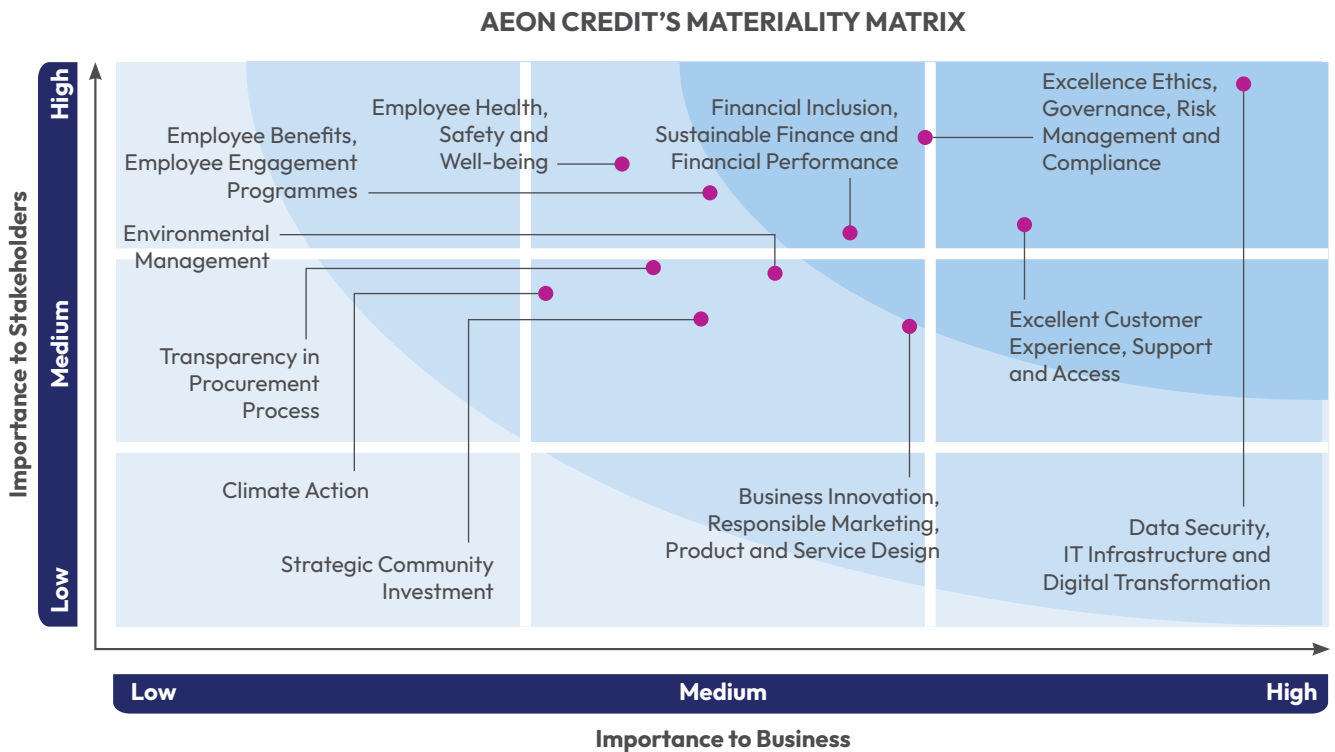 AEON CREDIT'S MATERIALITY MATRIX
Importance to Stakeholders
High
Medium
Low
Employee Health,
Safety and
Well-being
Employee Benefits,
Employee Engagement
Programmes
Financial Inclusion,
Sustainable Finance and
Financial Performance
Excellence Ethics,
Governance, Risk
Management and
Compliance
Environmental
Management
Transparency in
Procurement
Process
Excellent Customer
Experience, Support
and Access
Climate Action
Strategic Community
Investment
Business Innovation,
Responsible Marketing,
Product and Service Design
Data Security,
IT Infrastructure and
Digital Transformation
Low
Medium
High
Importance to Business